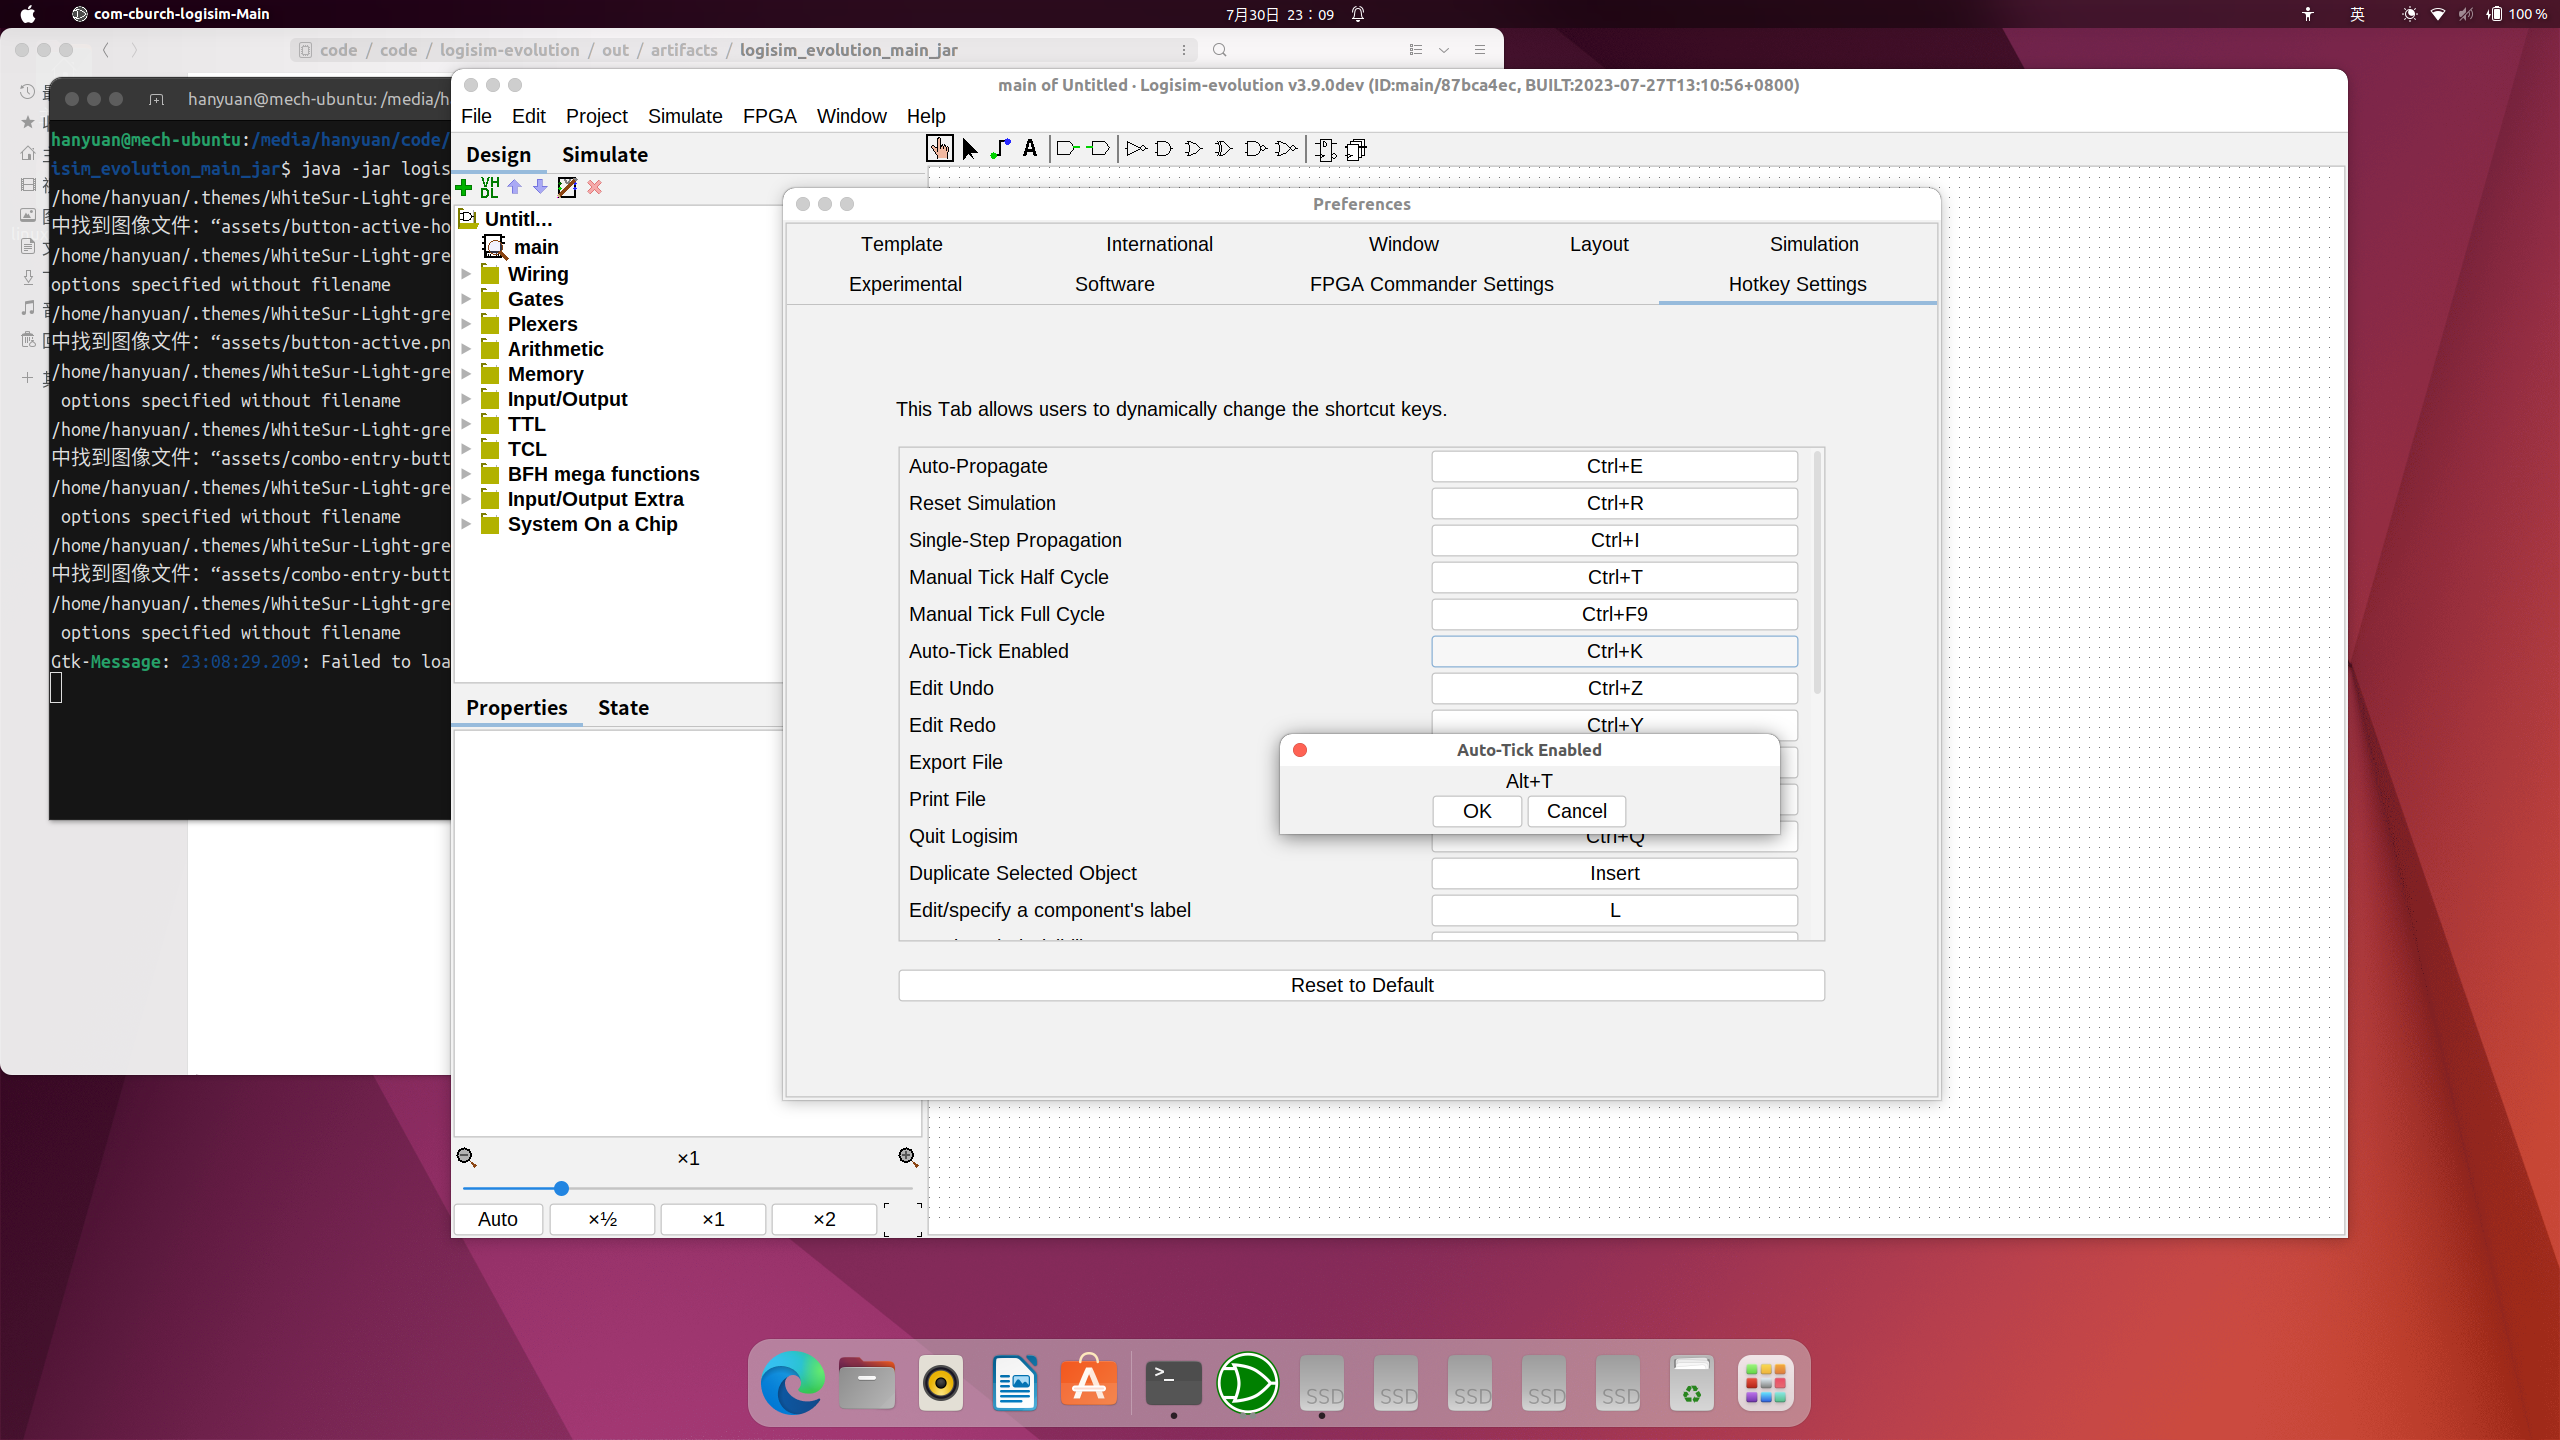 com-cburch-logisim-Main
7月30日 23：09
英
100 %
code / code / logisim-evolution / out / artifacts / logisim_evolution_main_jar
hanyuan@mech-ubuntu: /media/h
hanyuan@mech-ubuntu:/media/hanyuan/code/
isim_evolution_main_jar$ java -jar logis
/home/hanyuan/.themes/WhiteSur-Light-gre
中找到图像文件：“assets/button-active-ho
/home/hanyuan/.themes/WhiteSur-Light-gre
options specified without filename
/home/hanyuan/.themes/WhiteSur-Light-gre
中找到图像文件：“assets/button-active.pn
/home/hanyuan/.themes/WhiteSur-Light-gre
options specified without filename
/home/hanyuan/.themes/WhiteSur-Light-gre
中找到图像文件：“assets/combo-entry-butt
/home/hanyuan/.themes/WhiteSur-Light-gre
options specified without filename
/home/hanyuan/.themes/WhiteSur-Light-gre
中找到图像文件：“assets/combo-entry-butt
/home/hanyuan/.themes/WhiteSur-Light-gre
options specified without filename
Gtk-Message: 23:08:29.209: Failed to loa
main of Untitled · Logisim-evolution v3.9.0dev (ID:main/87bca4ec, BUILT:2023-07-27T13:10:56+0800)
File Edit Project Simulate FPGA Window Help
Design Simulate
A
VH
DL
Untitl...
main
Wiring
Gates
Plexers
Arithmetic
Memory
Input/Output
TTL
TCL
BFH mega functions
Input/Output Extra
System On a Chip
Properties State
×1
Auto ×½ ×1 ×2
Preferences
Template International Window Layout Simulation
Experimental Software FPGA Commander Settings Hotkey Settings
This Tab allows users to dynamically change the shortcut keys.
Auto-Propagate Ctrl+E
Reset Simulation Ctrl+R
Single-Step Propagation Ctrl+I
Manual Tick Half Cycle Ctrl+T
Manual Tick Full Cycle Ctrl+F9
Auto-Tick Enabled Ctrl+K
Edit Undo Ctrl+Z
Edit Redo Ctrl+Y
Export File
Print File
Quit Logisim Ctrl+Q
Duplicate Selected Object Insert
Edit/specify a component's label L
Reset to Default
Auto-Tick Enabled
Alt+T
OK Cancel
>_
SSD SSD SSD SSD SSD